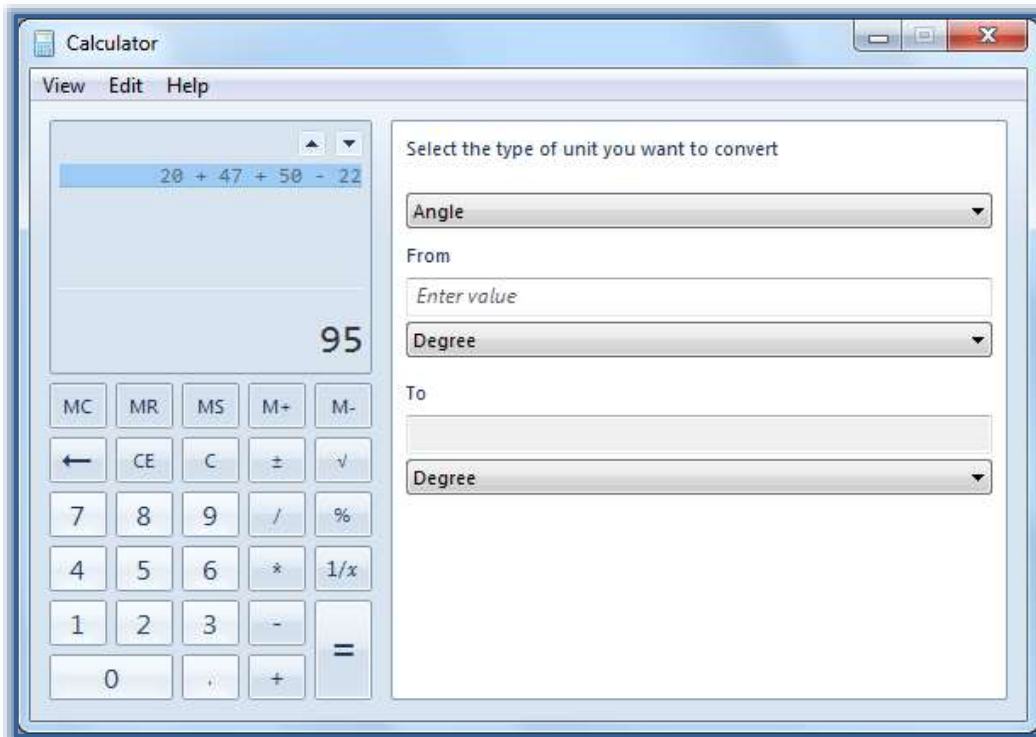 Calculator
View Edit Help
20 + 47 + 50 - 22
95
MC MR MS M+ M-
← CE C ± √
7 8 9 / %
4 5 6 * 1/x
1 2 3 - =
0 . +
Select the type of unit you want to convert
Angle
From
Enter value
Degree
To
Degree